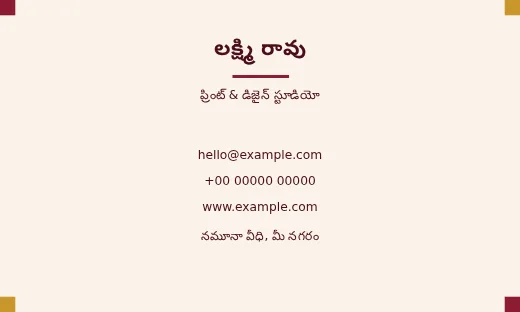 లక్ష్మి రావు
ప్రింట్ & డిజైన్ స్టూడియో
hello@example.com
+00 00000 00000
www.example.com
నమూనా వీధి, మీ నగరం